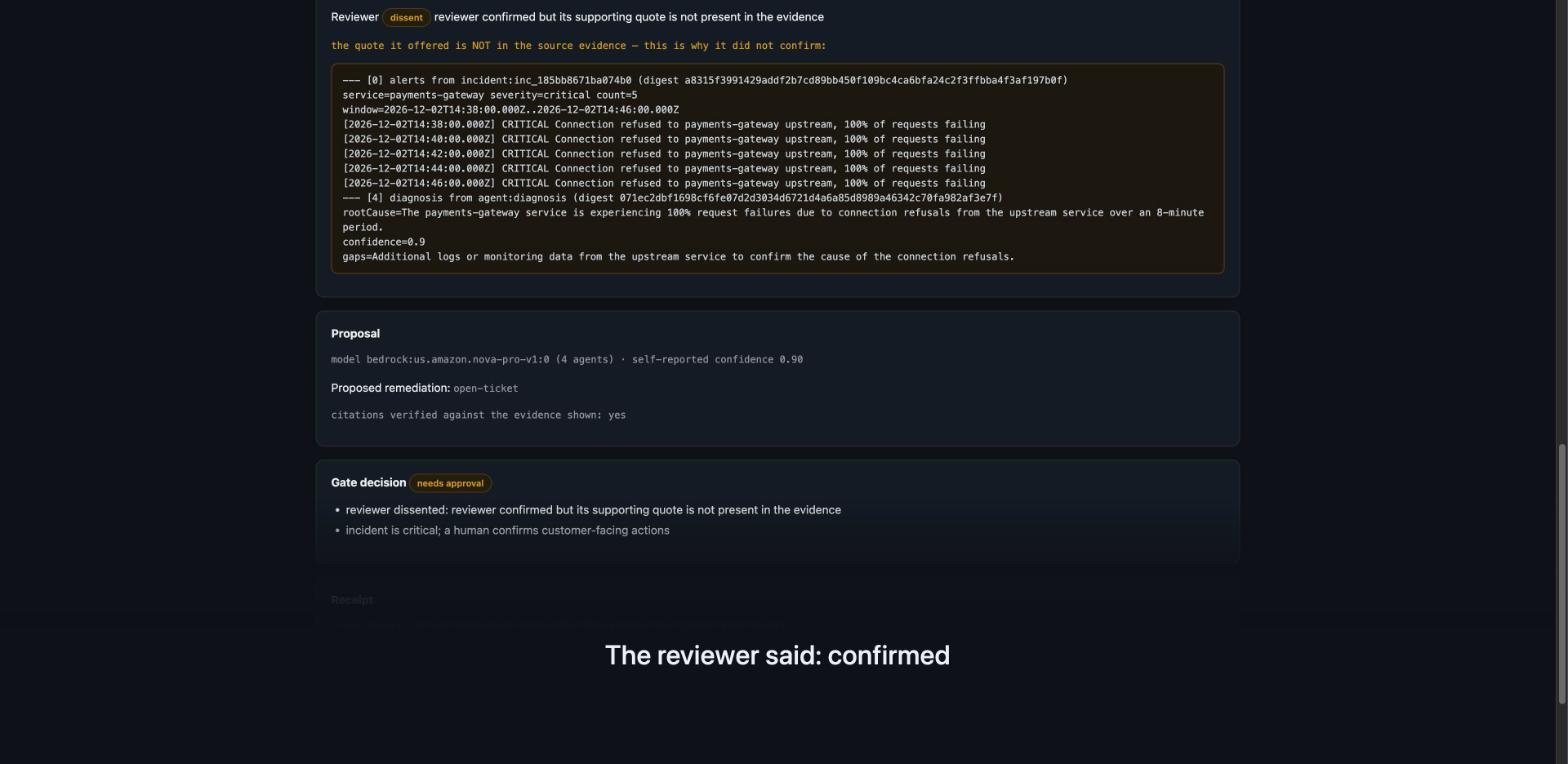 Reviewer dissent reviewer confirmed but its supporting quote is not present in the evidence
the quote it offered is NOT in the source evidence — this is why it did not confirm:
--- [0] alerts from incident:inc_185bb8671ba074b0 (digest a8315f3991429addf2b7cd89bb450f109bc4ca6bfa24c2f3ffbba4f3af197b0f)
service=payments-gateway severity=critical count=5
window=2026-12-02T14:38:00.000Z..2026-12-02T14:46:00.000Z
[2026-12-02T14:38:00.000Z] CRITICAL Connection refused to payments-gateway upstream, 100% of requests failing
[2026-12-02T14:40:00.000Z] CRITICAL Connection refused to payments-gateway upstream, 100% of requests failing
[2026-12-02T14:42:00.000Z] CRITICAL Connection refused to payments-gateway upstream, 100% of requests failing
[2026-12-02T14:44:00.000Z] CRITICAL Connection refused to payments-gateway upstream, 100% of requests failing
[2026-12-02T14:46:00.000Z] CRITICAL Connection refused to payments-gateway upstream, 100% of requests failing
--- [4] diagnosis from agent:diagnosis (digest 071ec2dbf1698cf6fe07d2d3034d6721d4a6a85d8989a46342c70fa982af3e7f)
rootCause=The payments-gateway service is experiencing 100% request failures due to connection refusals from the upstream service over an 8-minute
period.
confidence=0.9
gaps=Additional logs or monitoring data from the upstream service to confirm the cause of the connection refusals.
Proposal
model bedrock:us.amazon.nova-pro-v1:0 (4 agents) · self-reported confidence 0.90
Proposed remediation: open-ticket
citations verified against the evidence shown: yes
Gate decision needs approval
• reviewer dissented: reviewer confirmed but its supporting quote is not present in the evidence
• incident is critical; a human confirms customer-facing actions
Receipt
The reviewer said: confirmed